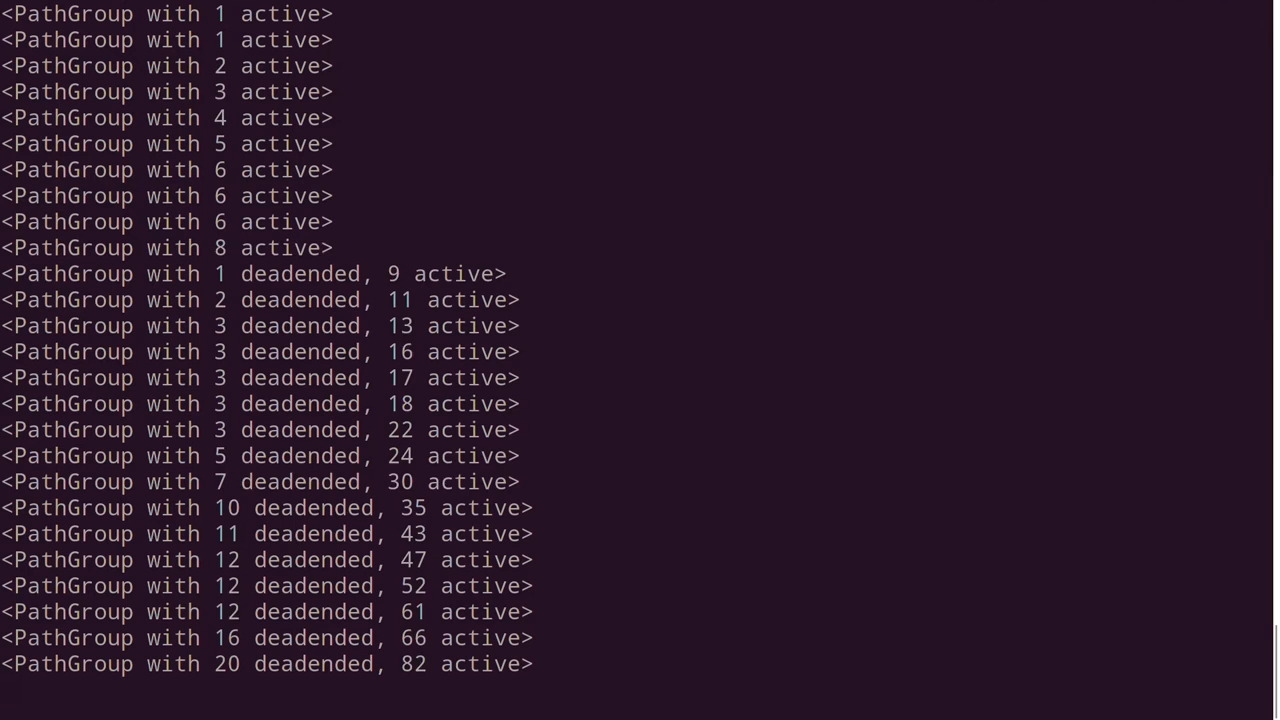 <PathGroup with 1 active>
<PathGroup with 1 active>
<PathGroup with 2 active>
<PathGroup with 3 active>
<PathGroup with 4 active>
<PathGroup with 5 active>
<PathGroup with 6 active>
<PathGroup with 6 active>
<PathGroup with 6 active>
<PathGroup with 8 active>
<PathGroup with 1 deadended, 9 active>
<PathGroup with 2 deadended, 11 active>
<PathGroup with 3 deadended, 13 active>
<PathGroup with 3 deadended, 16 active>
<PathGroup with 3 deadended, 17 active>
<PathGroup with 3 deadended, 18 active>
<PathGroup with 3 deadended, 22 active>
<PathGroup with 5 deadended, 24 active>
<PathGroup with 7 deadended, 30 active>
<PathGroup with 10 deadended, 35 active>
<PathGroup with 11 deadended, 43 active>
<PathGroup with 12 deadended, 47 active>
<PathGroup with 12 deadended, 52 active>
<PathGroup with 12 deadended, 61 active>
<PathGroup with 16 deadended, 66 active>
<PathGroup with 20 deadended, 82 active>